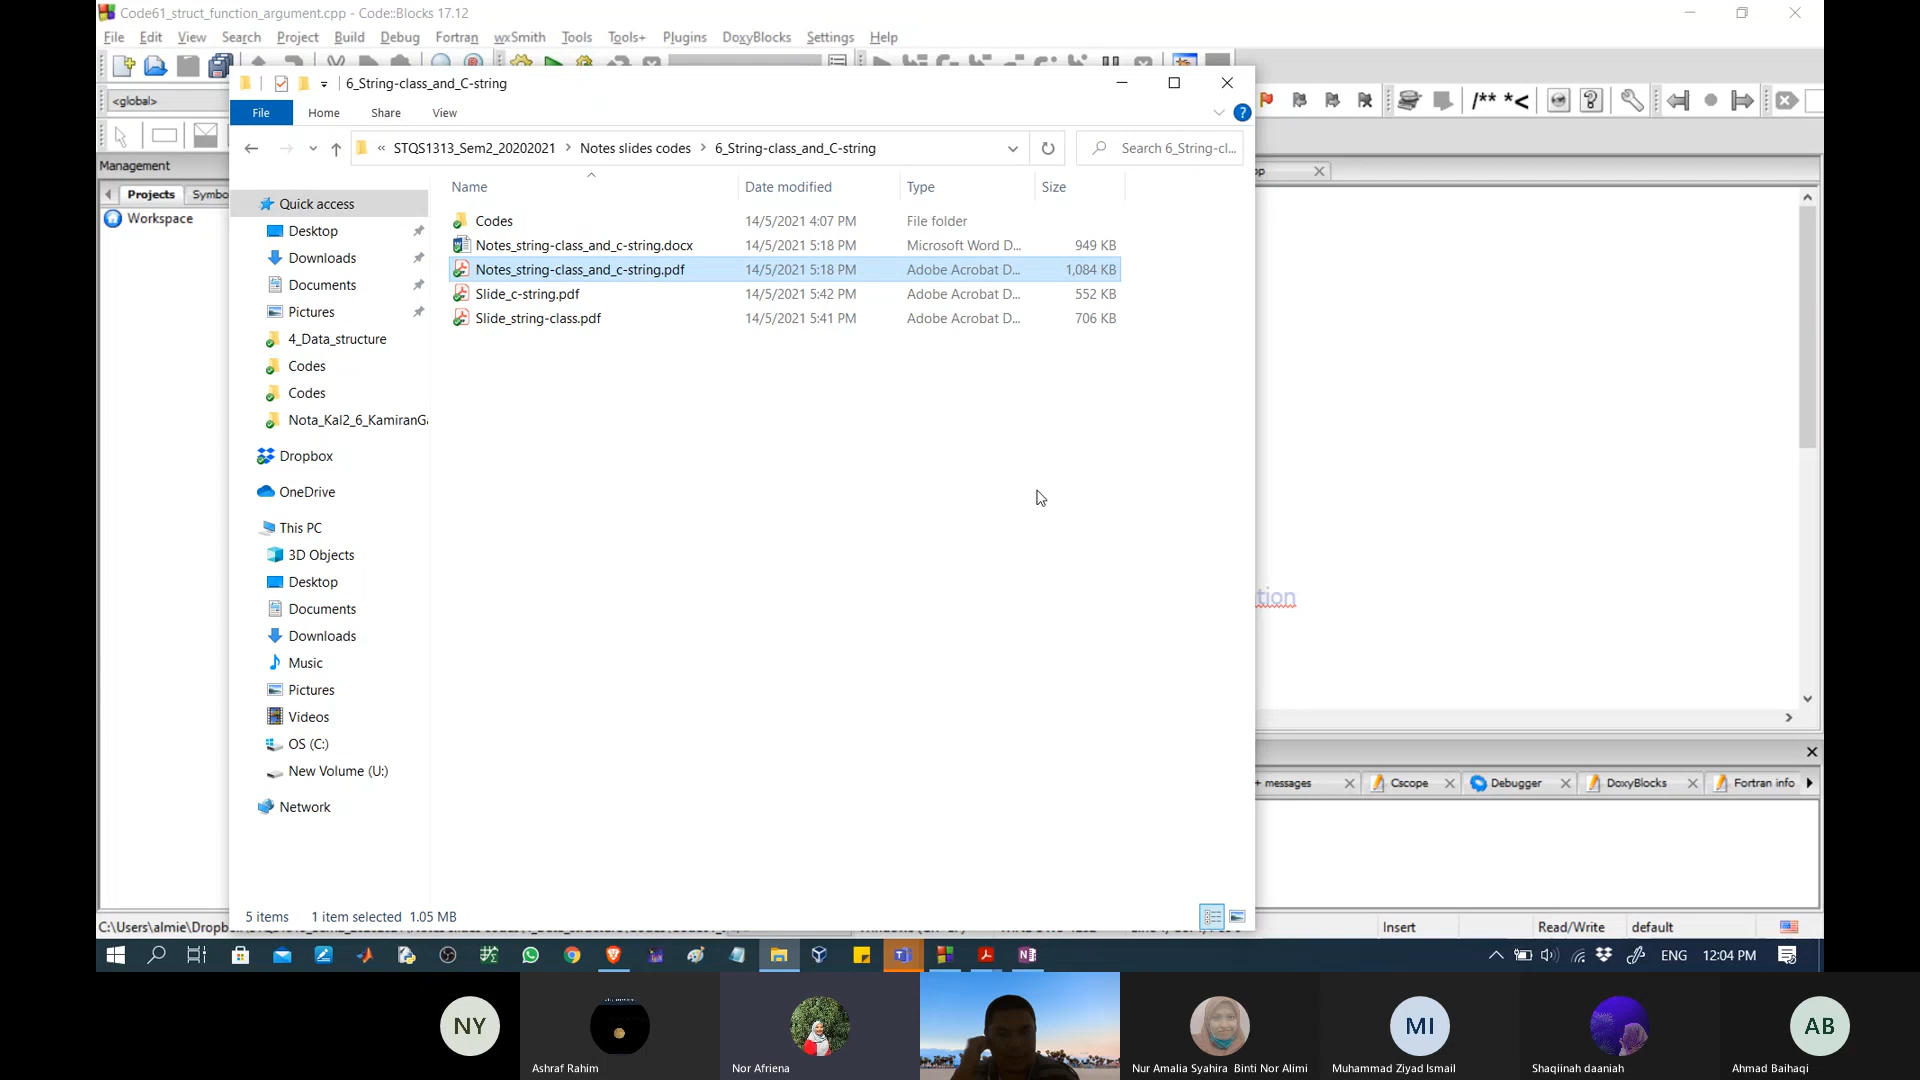 Code61_struct_function_argument.cpp - Code::Blocks 17.12
File Edit View Search Project Build Debug Fortran wxSmith Tools Tools+ Plugins DoxyBlocks Settings Help
6_String-class_and_C-string
<global>
File Home Share View
/** *<
« STQS1313_Sem2_20202021 > Notes slides codes > 6_String-class_and_C-string
Search 6_String-cl...
Management
Projects Symbo
Workspace
pp
Name Date modified Type Size
Quick access
Desktop
Downloads
Documents
Pictures
4_Data_structure
Codes
Codes
Nota_Kal2_6_KamiranGa
Dropbox
OneDrive
This PC
3D Objects
Desktop
Documents
Downloads
Music
Pictures
Videos
OS (C:)
New Volume (U:)
Network
Codes 14/5/2021 4:07 PM File folder
Notes_string-class_and_c-string.docx 14/5/2021 5:18 PM Microsoft Word D... 949 KB
Notes_string-class_and_c-string.pdf 14/5/2021 5:18 PM Adobe Acrobat D... 1,084 KB
Slide_c-string.pdf 14/5/2021 5:42 PM Adobe Acrobat D... 552 KB
Slide_string-class.pdf 14/5/2021 5:41 PM Adobe Acrobat D... 706 KB
tion
+ messages Cscope Debugger DoxyBlocks Fortran info
5 items 1 item selected 1.05 MB
C:\Users\almie\Dropb
Insert Read/Write default
ENG 12:04 PM
NY
MI
AB
Ashraf Rahim
Nor Afriena
Nur Amalia Syahira Binti Nor Alimi
Muhammad Ziyad Ismail
Shaqiinah daaniah
Ahmad Baihaqi